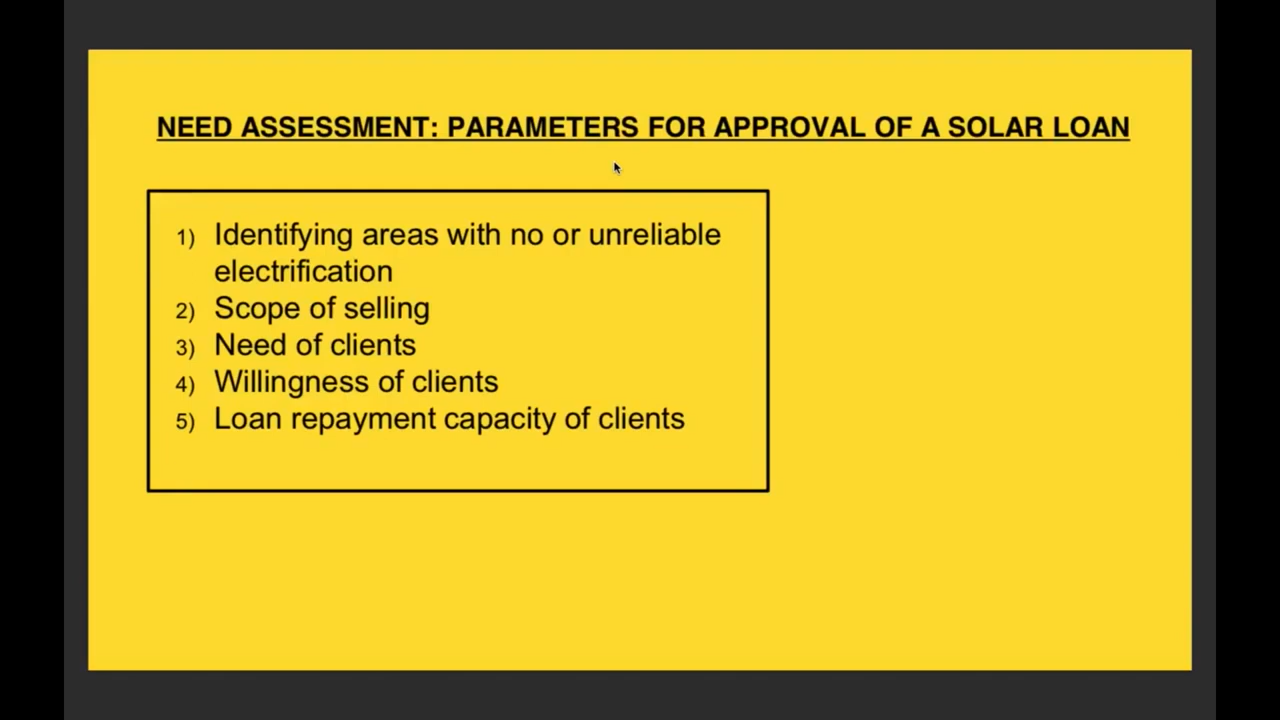 NEED ASSESSMENT: PARAMETERS FOR APPROVAL OF A SOLAR LOAN
1) Identifying areas with no or unreliable
electrification
2) Scope of selling
3) Need of clients
4) Willingness of clients
5) Loan repayment capacity of clients